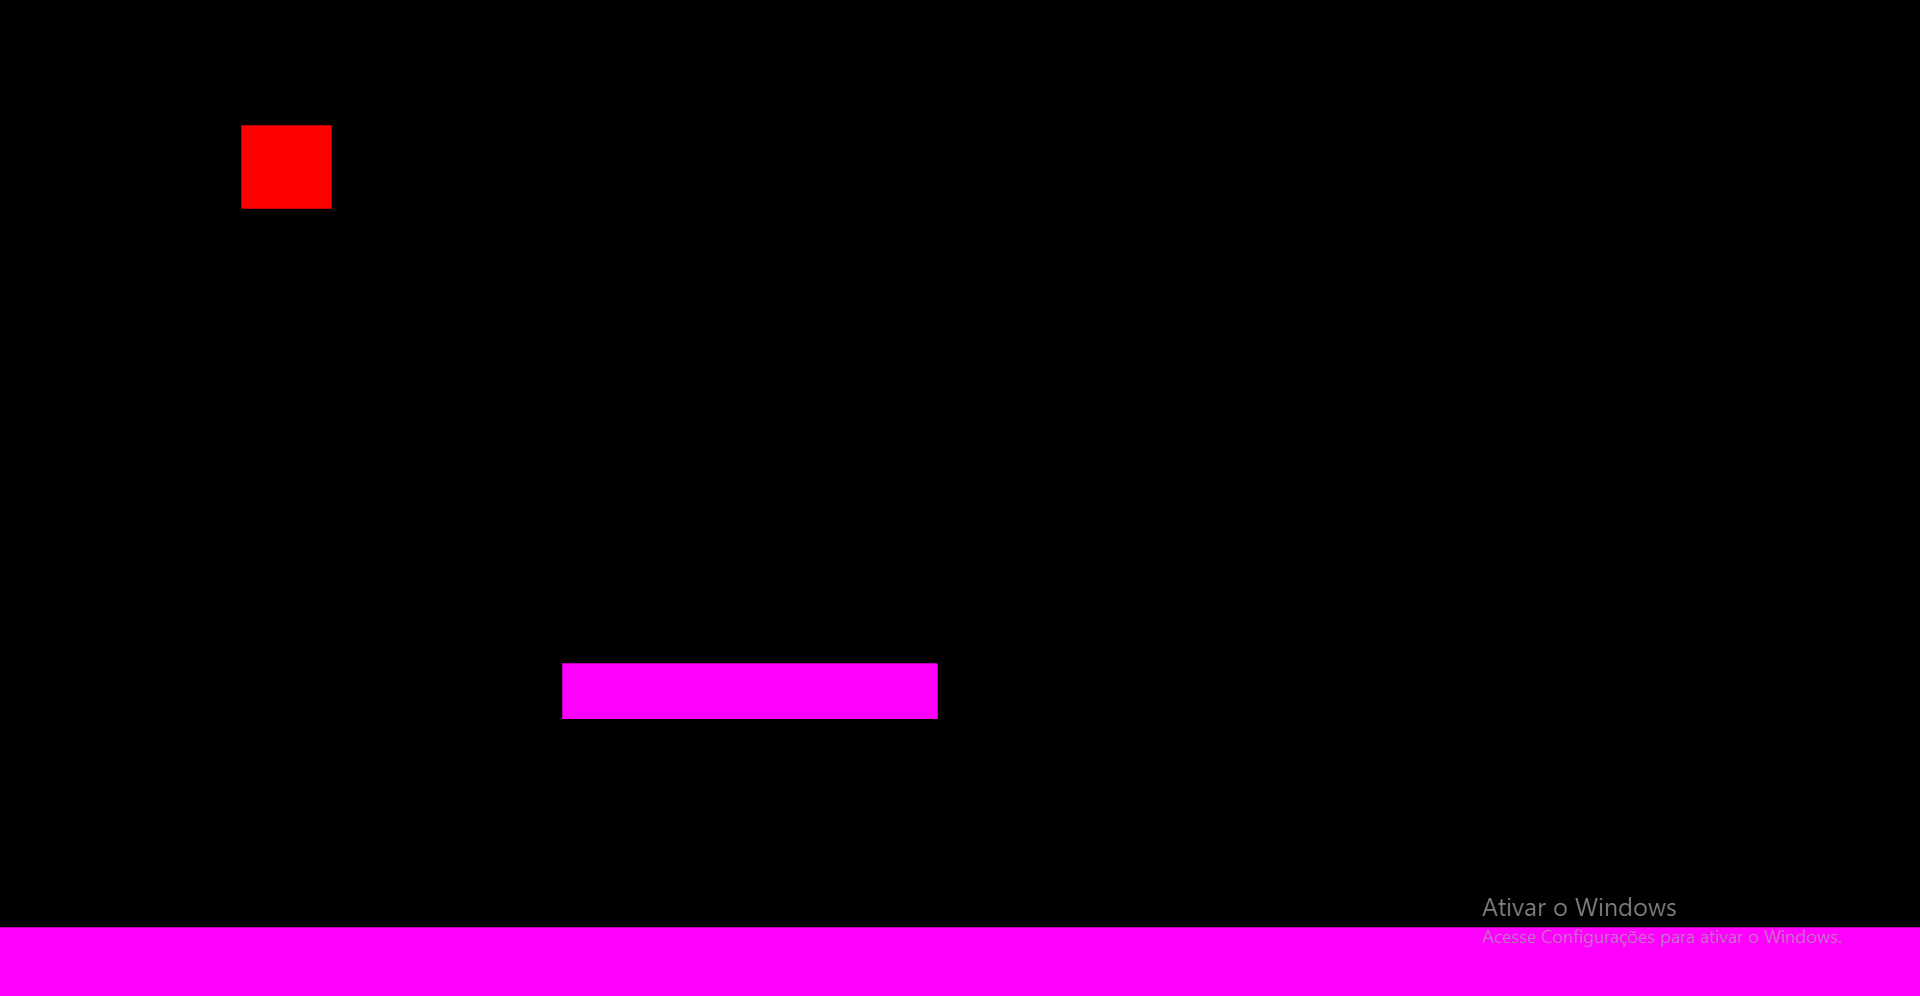 Ativar o Windows
Acesse Configurações para ativar o Windows.